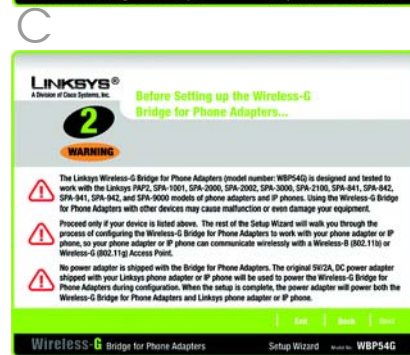 C
LINKSYS®
A Division of Cisco Systems, Inc.
Before Setting up the Wireless-G
Bridge for Phone Adapters...
2
WARNING
The Linksys Wireless-G Bridge for Phone Adapters (model number: WBP54G) is designed and tested to
work with the Linksys PAP2, SPA-1001, SPA-2000, SPA-2002, SPA-3000, SPA-2100, SPA-841, SPA-842,
SPA-941, SPA-942, and SPA-9000 models of phone adapters and IP phones. Using the Wireless-G Bridge
for Phone Adapters with other devices may cause malfunction or even damage your equipment.
Proceed only if your device is listed above. The rest of the Setup Wizard will walk you through the
process of configuring the Wireless-G Bridge for Phone Adapters to work with your phone adapter or IP
phone, so your phone adapter or IP phone can communicate wirelessly with a Wireless-B (802.11b) or
Wireless-G (802.11g) Access Point.
No power adapter is shipped with the Bridge for Phone Adapters. The original 5V/2A, DC power adapter
shipped with your Linksys phone adapter or IP phone will be used to power the Wireless-G Bridge for
Phone Adapters during configuration. When the setup is complete, the power adapter will power both the
Wireless-G Bridge for Phone Adapters and Linksys phone adapter or IP phone.
Exit Back Next
Wireless-G Bridge for Phone Adapters Setup Wizard Model No. WBP54G